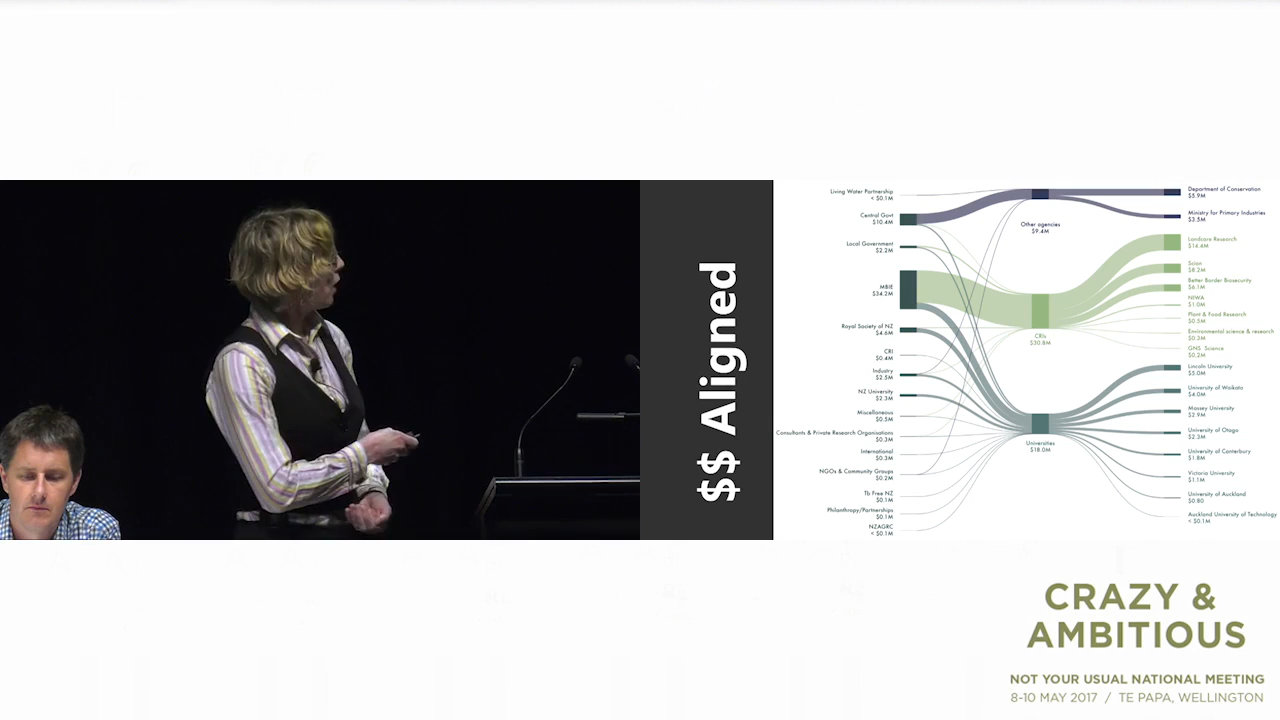 $$ Aligned
Living Water Partnership
< $0.1M
Central Govt
$10.4M
Local Government
$2.2M
MBIE
$34.2M
Royal Society of NZ
$4.6M
CRI
$0.4M
Industry
$2.5M
NZ University
$2.3M
Miscellaneous
$0.5M
Consultants & Private Research Organisations
$0.3M
International
$0.3M
NGOs & Community Groups
$0.2M
Tb Free NZ
$0.1M
Philanthropy/Partnerships
$0.1M
NZAGRC
< $0.1M
Other agencies
$9.4M
CRIs
$30.8M
Universities
$18.0M
Department of Conservation
$5.9M
Ministry for Primary Industries
$3.5M
Landcare Research
$14.4M
Scion
$8.2M
Better Border Biosecurity
$6.1M
NIWA
$1.0M
Plant & Food Research
$0.5M
Environmental science & research
$0.3M
GNS Science
$0.2M
Lincoln University
$5.0M
University of Waikato
$4.0M
Massey University
$2.9M
University of Otago
$2.3M
University of Canterbury
$1.8M
Victoria University
$1.1M
University of Auckland
$0.80
Auckland University of Technology
< $0.1M
CRAZY &
AMBITIOUS
NOT YOUR USUAL NATIONAL MEETING
8-10 MAY 2017 / TE PAPA, WELLINGTON